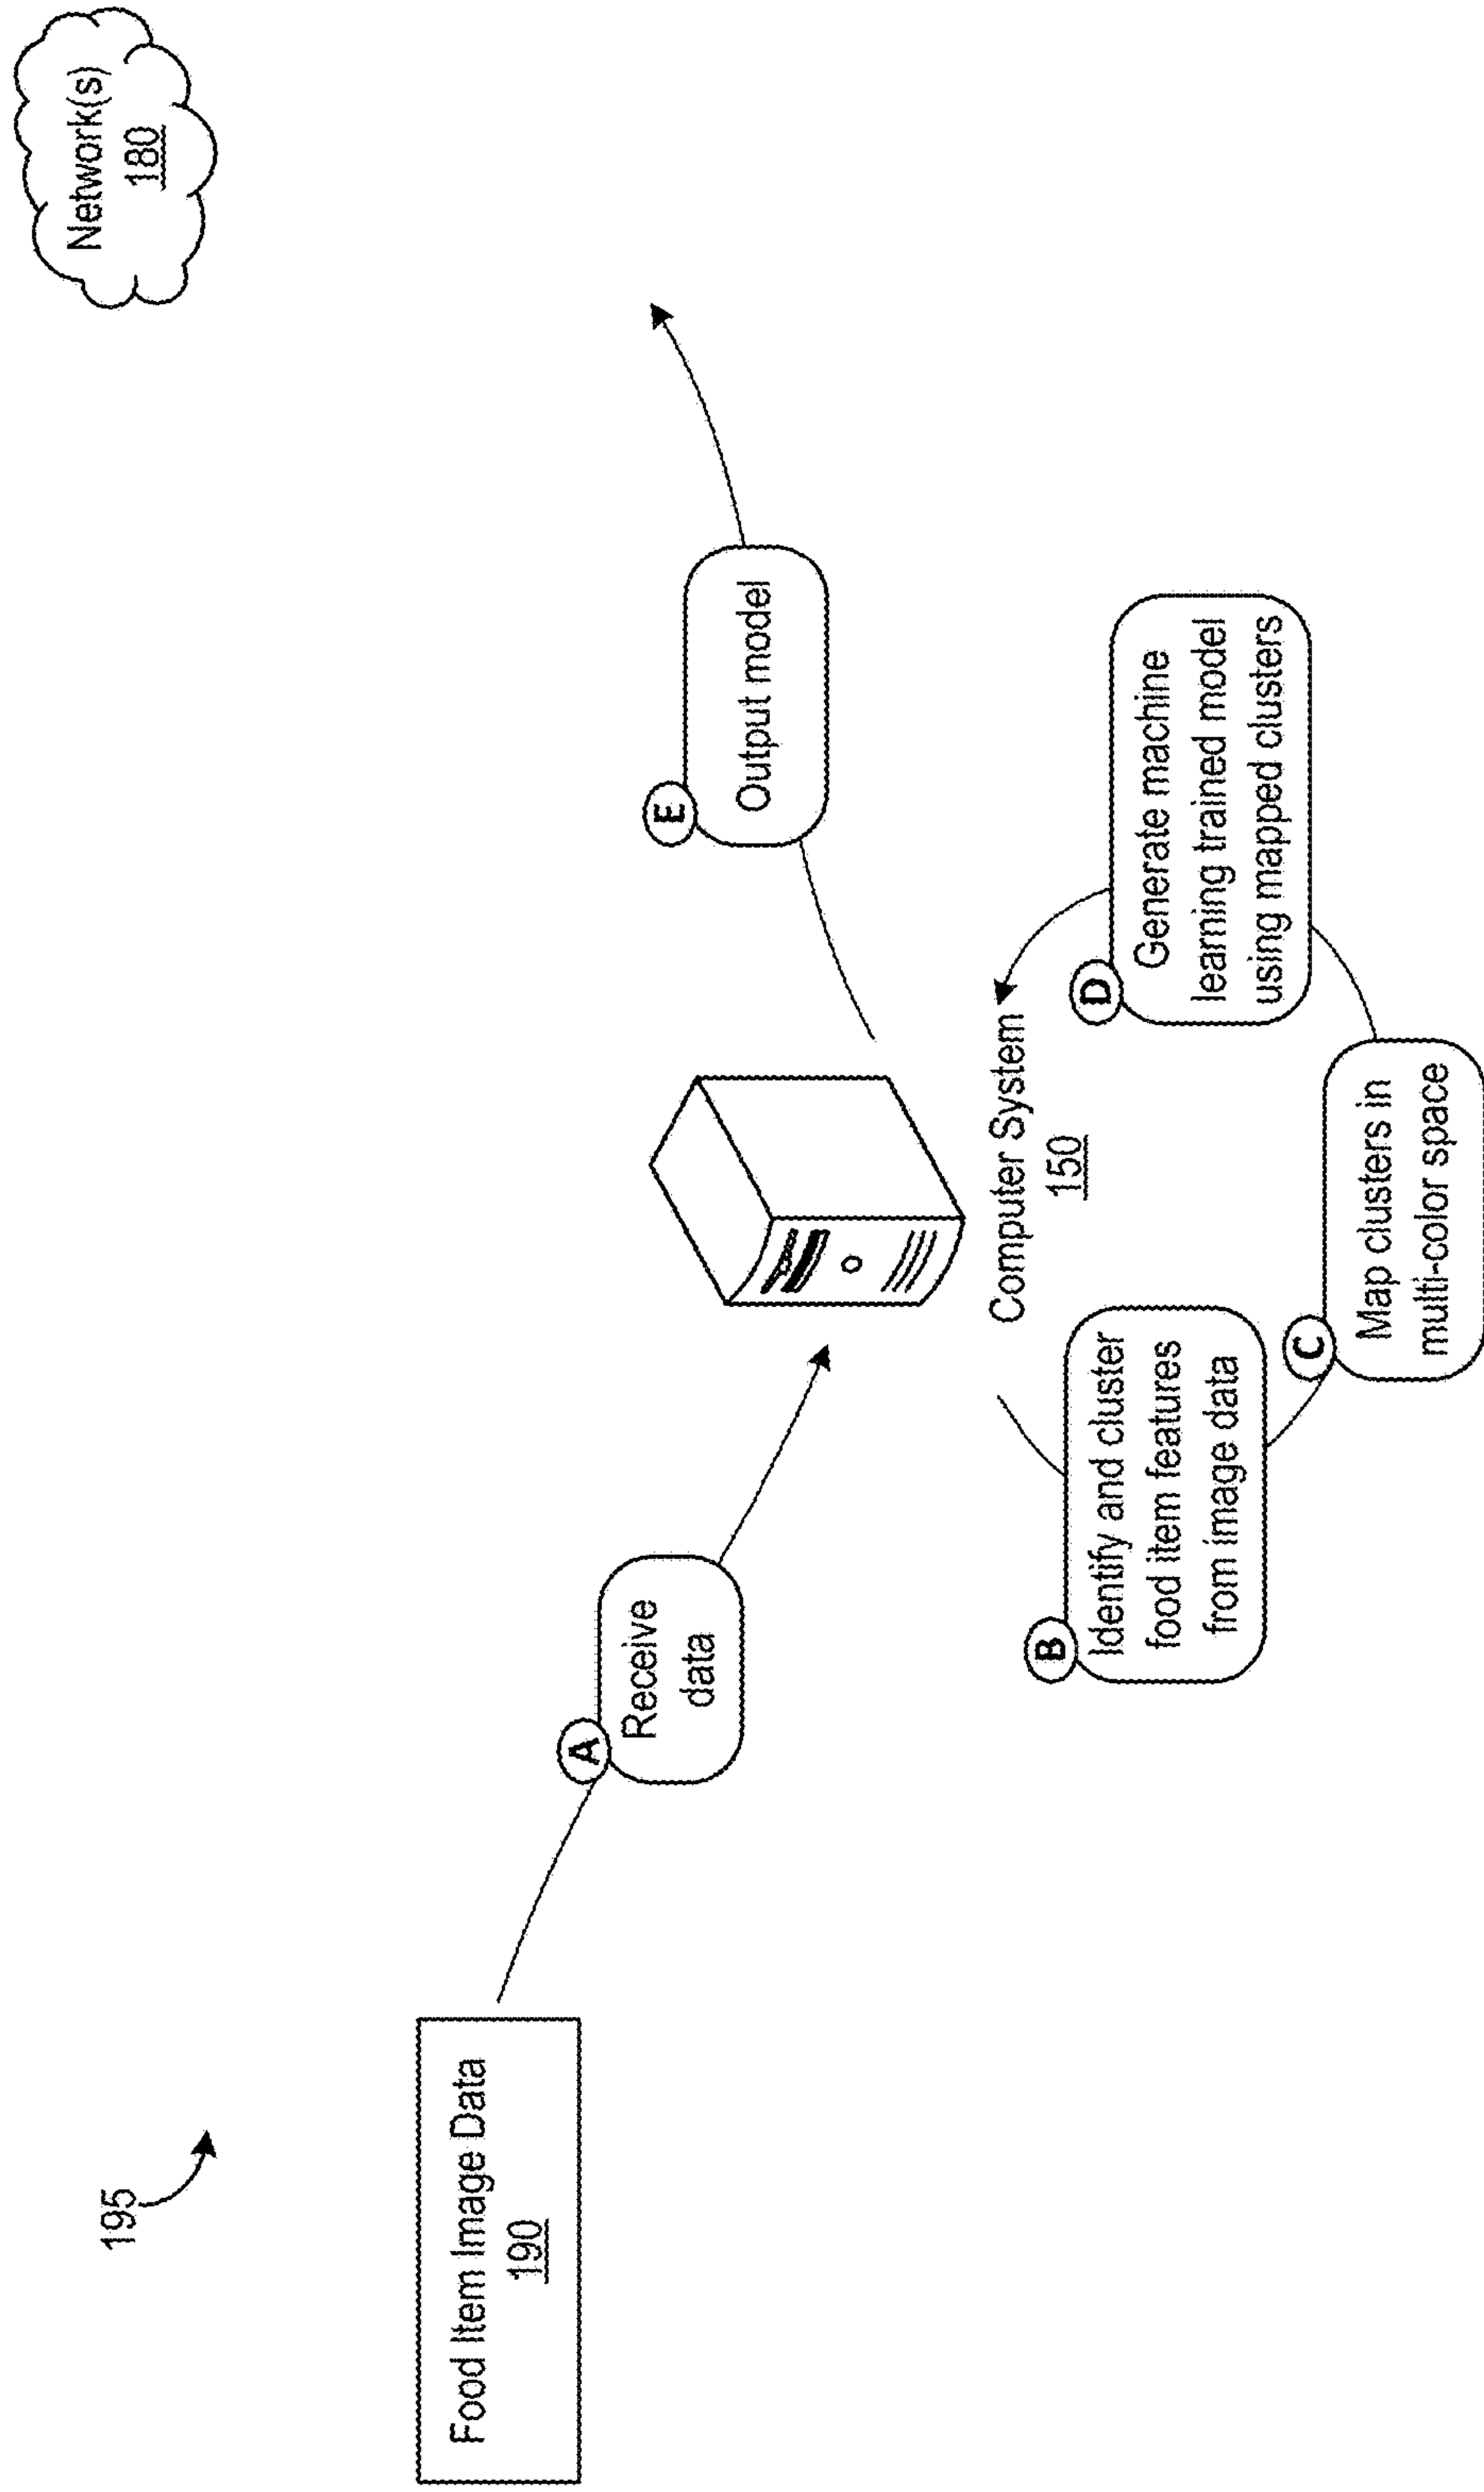 195
Network(s)
180
Food Item Image Data
190
A
Receive
data
E
Output model
Computer System
150
B
Identify and cluster
food item features
from image data
C
Map clusters in
multi-color space
D
Generate machine
learning trained model
using mapped clusters